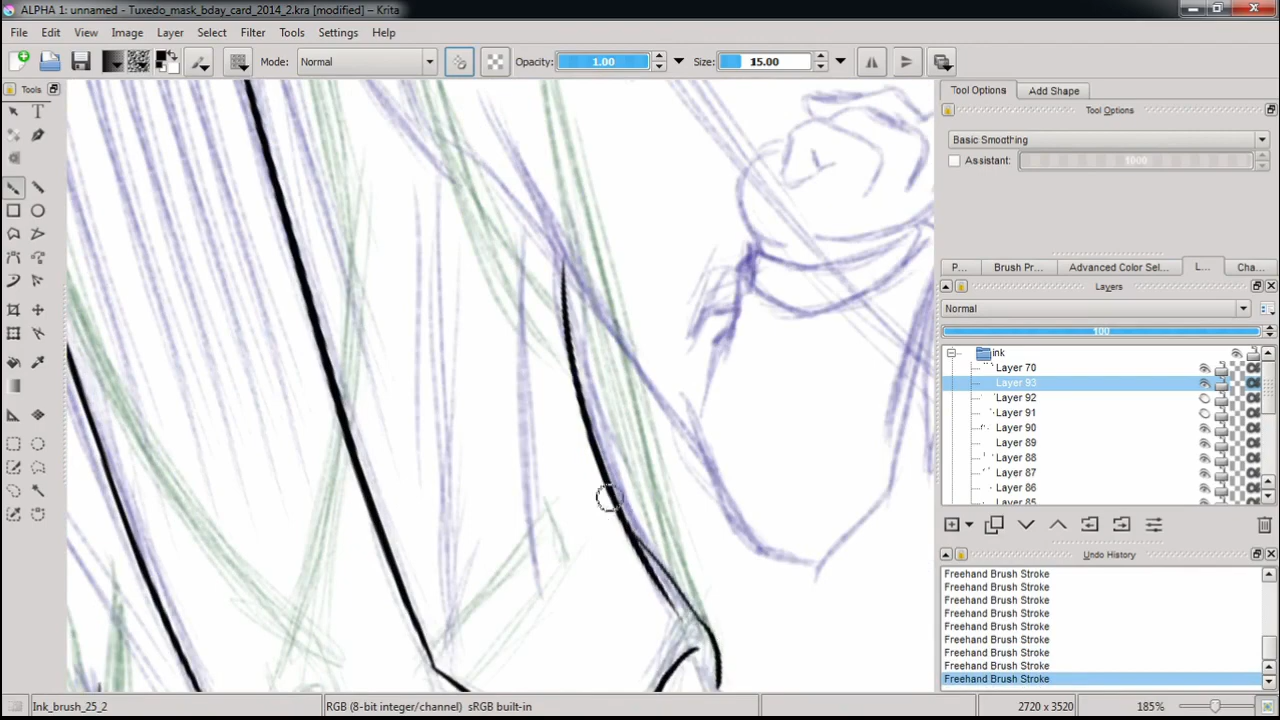 ALPHA 1: unnamed - Tuxedo_mask_bday_card_2014_2.kra [modified] – Krita
File Edit View Image Layer Select Filter Tools Settings Help
Mode: Normal Opacity: 1.00 Size: 15.00
Tools
Tool Options Add Shape
Tool Options
Basic Smoothing
Assistant: 1000
P... Brush Pr... Advanced Color Sel... L... Cha...
Layers
Normal
100
ink
Layer 70
Layer 93
Layer 92
Layer 91
Layer 90
Layer 89
Layer 88
Layer 87
Layer 86
Layer 85
Undo History
Freehand Brush Stroke
Freehand Brush Stroke
Freehand Brush Stroke
Freehand Brush Stroke
Freehand Brush Stroke
Freehand Brush Stroke
Freehand Brush Stroke
Freehand Brush Stroke
Freehand Brush Stroke
Ink_brush_25_2 RGB (8-bit integer/channel) sRGB built-in 2720 x 3520 185%